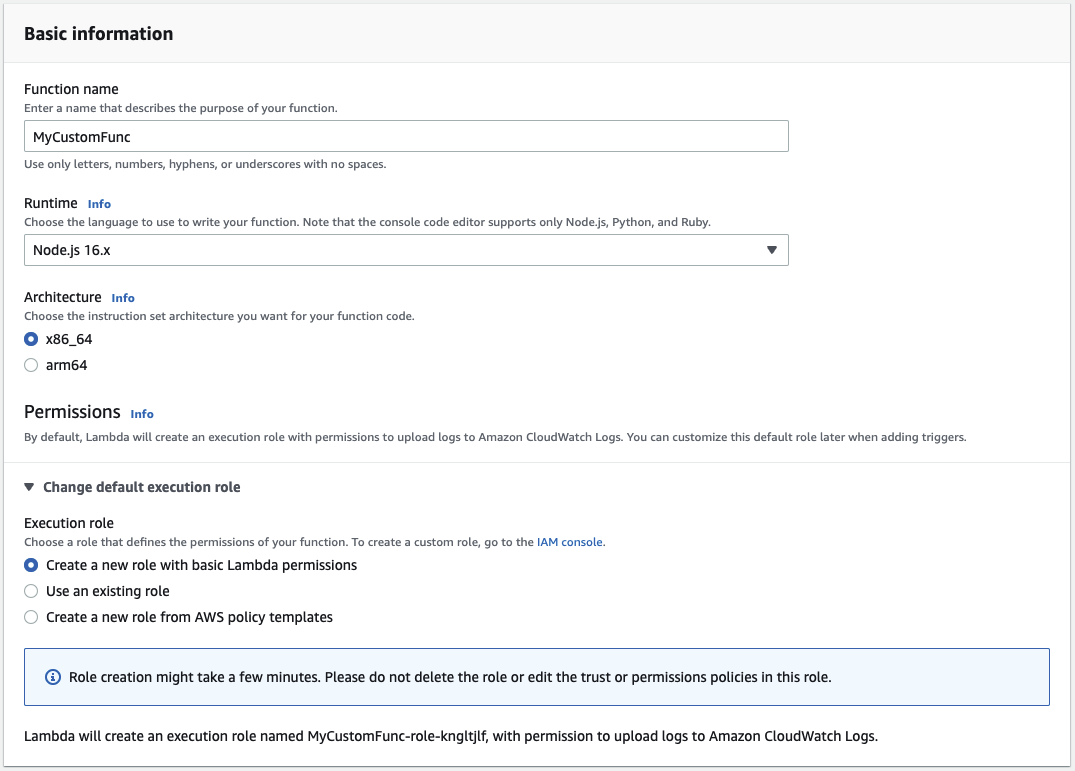 Basic information
Function name
Enter a name that describes the purpose of your function.
MyCustomFunc
Use only letters, numbers, hyphens, or underscores with no spaces.
Runtime Info
Choose the language to use to write your function. Note that the console code editor supports only Node.js, Python, and Ruby.
Node.js 16.x
Architecture Info
Choose the instruction set architecture you want for your function code.
x86_64
arm64
Permissions Info
By default, Lambda will create an execution role with permissions to upload logs to Amazon CloudWatch Logs. You can customize this default role later when adding triggers.
Change default execution role
Execution role
Choose a role that defines the permissions of your function. To create a custom role, go to the IAM console.
Create a new role with basic Lambda permissions
Use an existing role
Create a new role from AWS policy templates
Role creation might take a few minutes. Please do not delete the role or edit the trust or permissions policies in this role.
Lambda will create an execution role named MyCustomFunc-role-kngltjlf, with permission to upload logs to Amazon CloudWatch Logs.